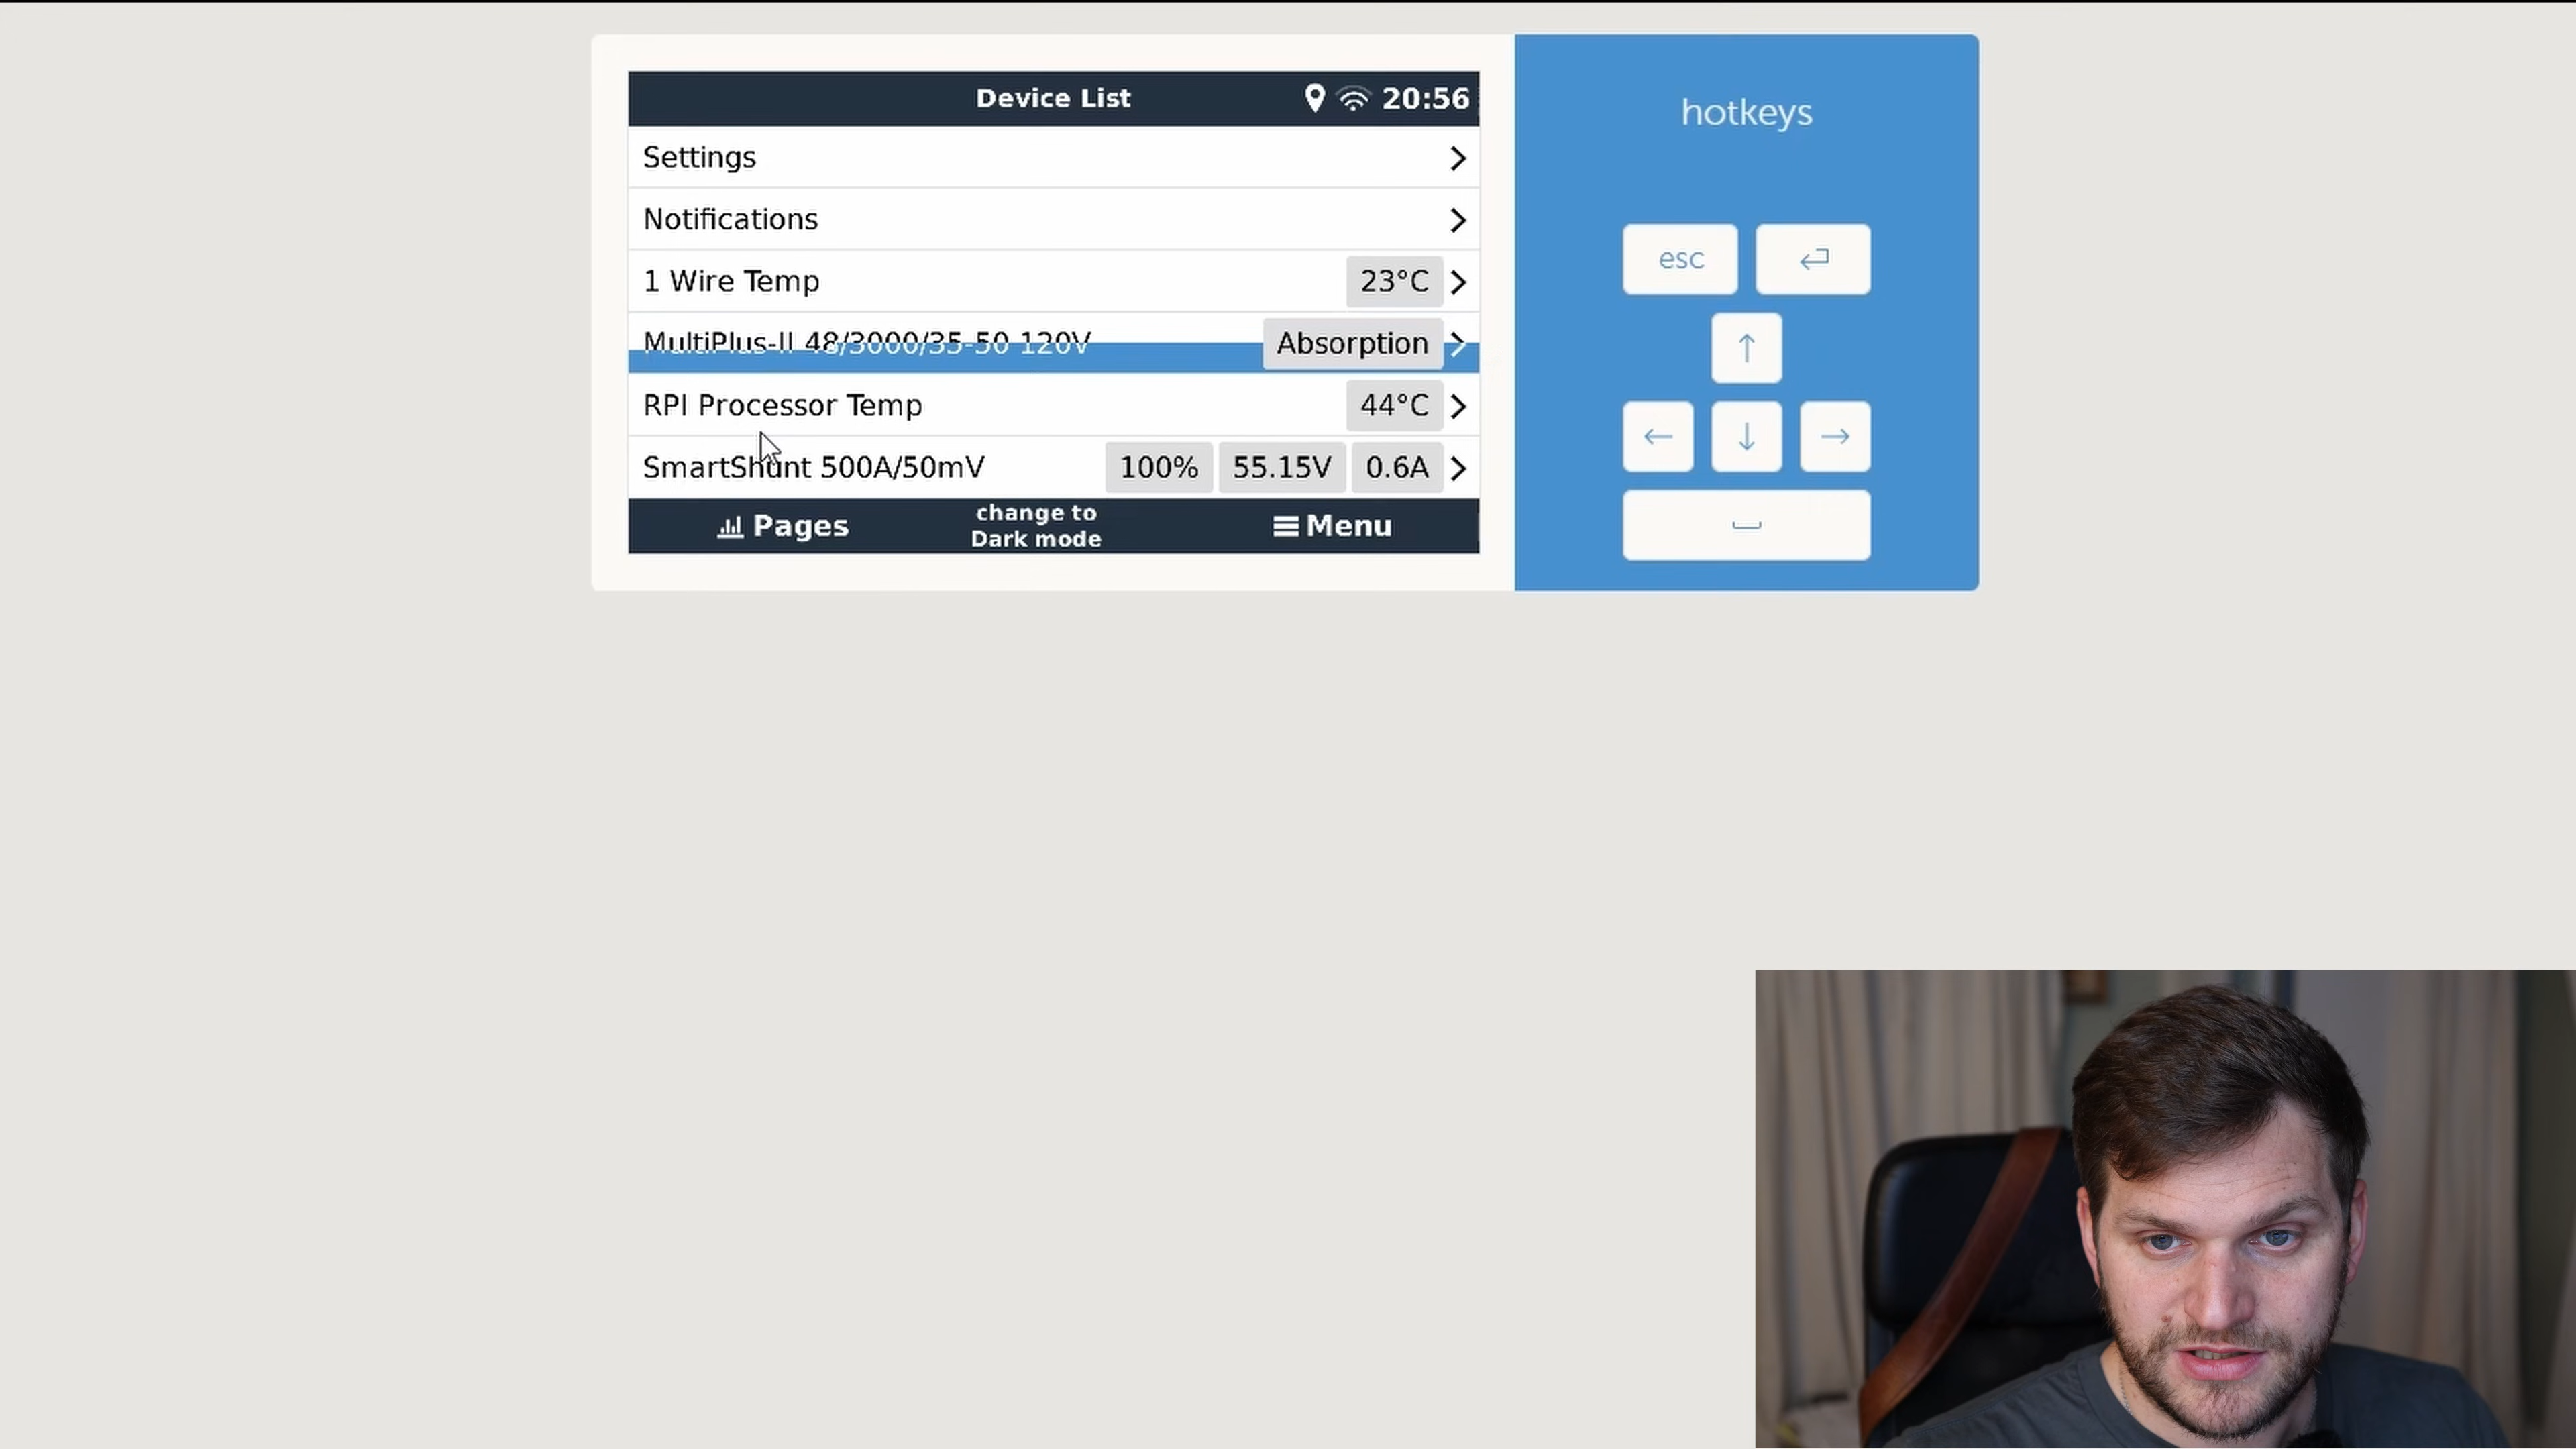 Device List 20:56
Settings
Notifications
1 Wire Temp 23°C
MultiPlus-II 48/3000/35-50 120V Absorption
RPI Processor Temp 44°C
SmartShunt 500A/50mV 100% 55.15V 0.6A
Pages
change to
Dark mode
Menu
hotkeys
esc